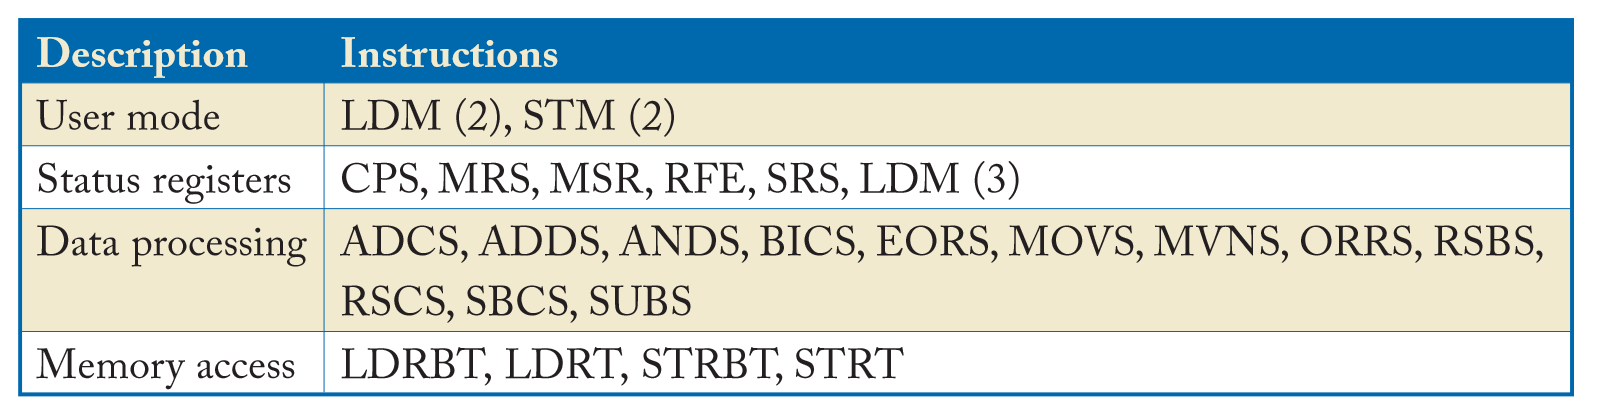 Description Instructions
User mode LDM (2), STM (2)
Status registers CPS, MRS, MSR, RFE, SRS, LDM (3)
Data processing ADCS, ADDS, ANDS, BICS, EORS, MOVS, MVNS, ORRS, RSBS,
RSCS, SBCS, SUBS
Memory access LDRBT, LDRT, STRBT, STRT